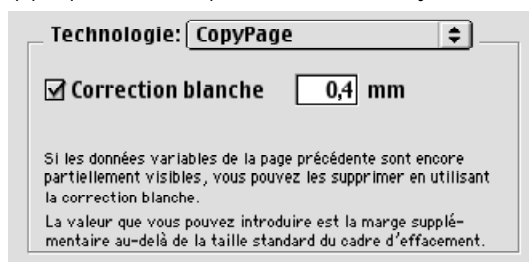 Technologie: CopyPage
Correction blanche 0,4 mm
Si les données variables de la page précédente sont encore
partiellement visibles, vous pouvez les supprimer en utilisant
la correction blanche.
La valeur que vous pouvez introduire est la marge supplé-
mentaire au-delà de la taille standard du cadre d'effacement.